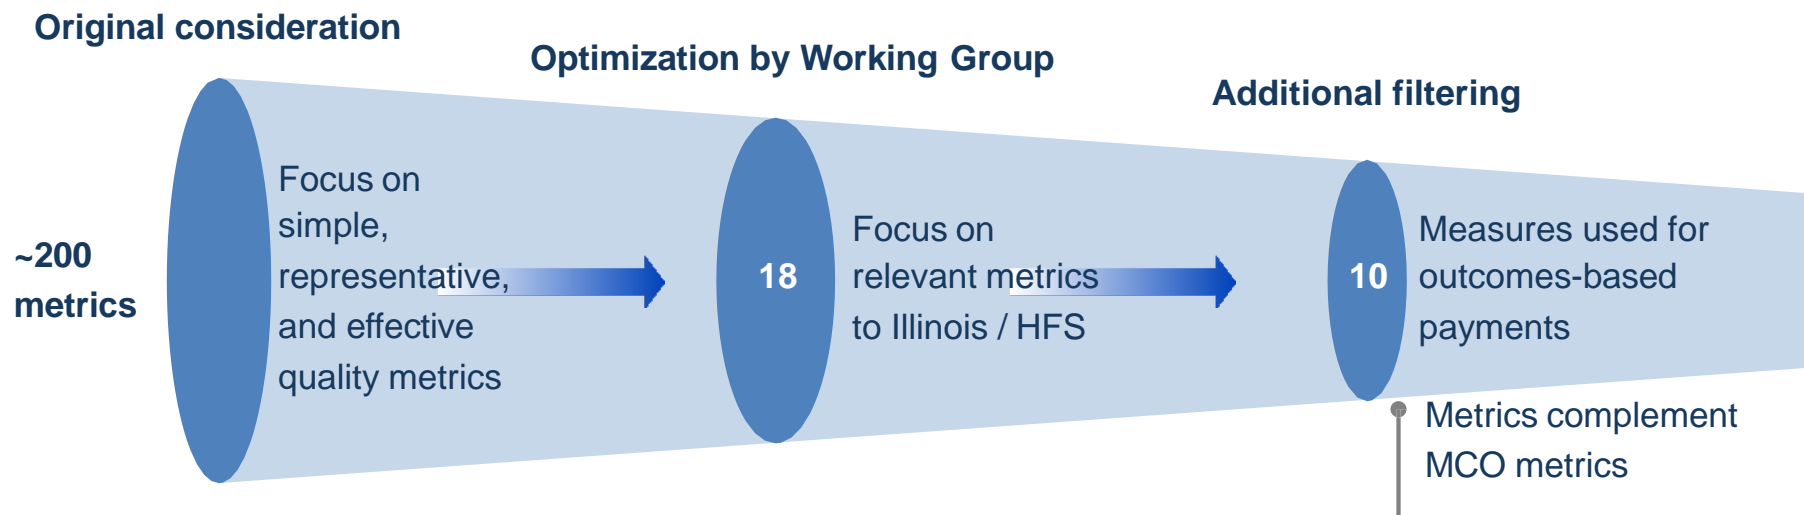 Original consideration
Optimization by Working Group
Additional filtering
~200
metrics
Focus on
simple,
representative,
and effective
quality metrics
18
Focus on
relevant metrics
to Illinois / HFS
10
Measures used for
outcomes-based
payments
Metrics complement
MCO metrics